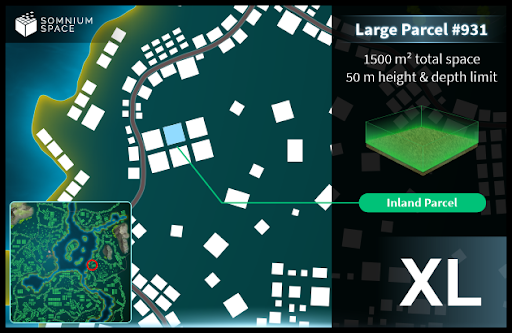 SOMNIUM
SPACE
Large Parcel #931
1500 m² total space
50 m height & depth limit
Inland Parcel
XL